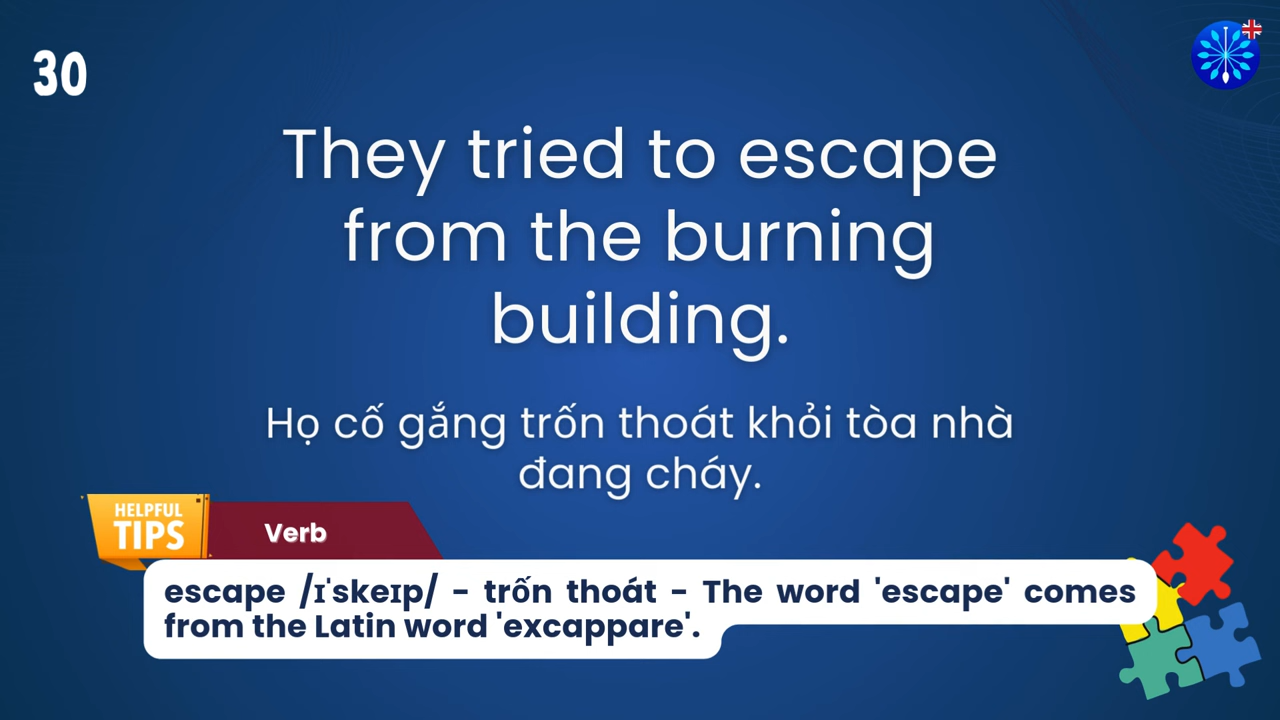 30
They tried to escape
from the burning
building.
Họ cố gắng trốn thoát khỏi tòa nhà
đang cháy.
HELPFUL
TIPS
Verb
escape /ɪˈskeɪp/ - trốn thoát - The word 'escape' comes
from the Latin word 'excappare'.